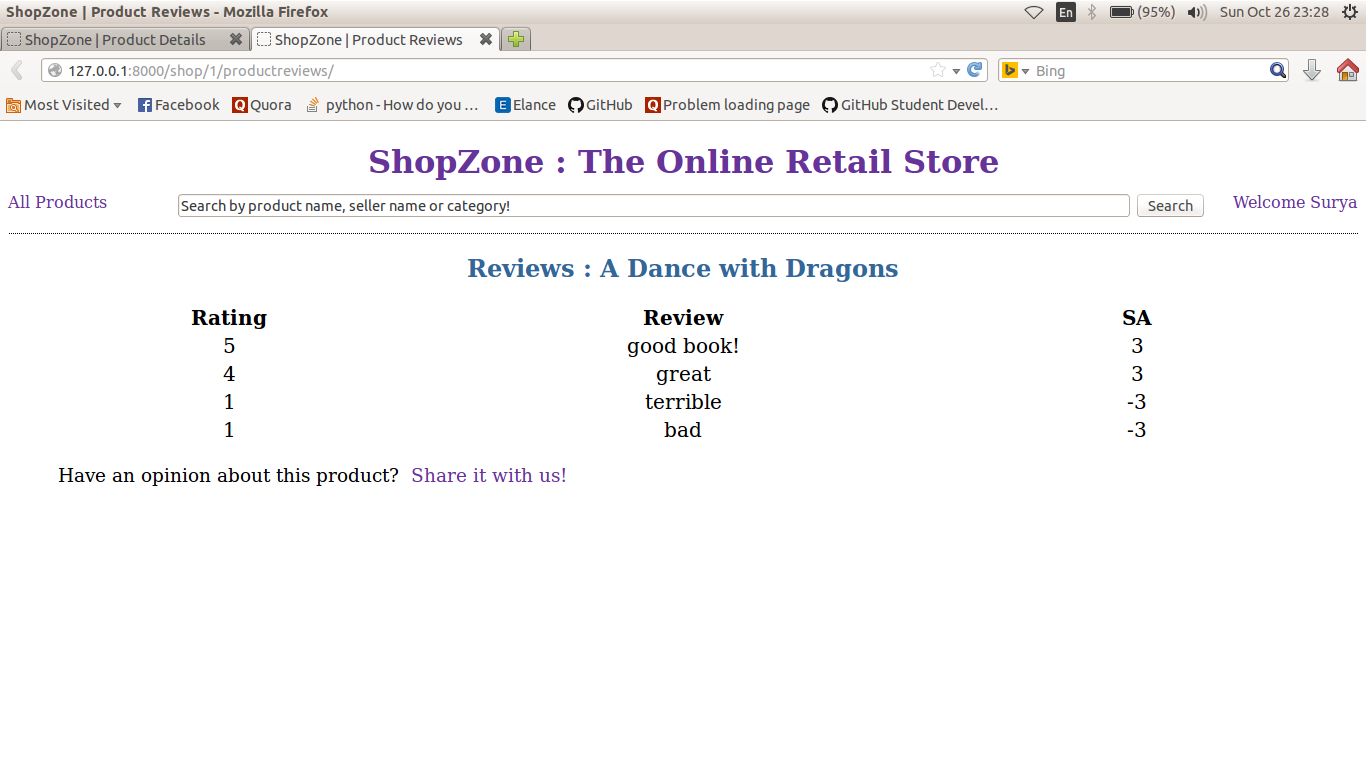 ShopZone | Product Reviews - Mozilla Firefox En (95%) Sun Oct 26 23:28
ShopZone | Product Details ShopZone | Product Reviews
127.0.0.1:8000/shop/1/productreviews/ Bing
Most Visited Facebook Quora python - How do you ... E Elance GitHub Q Problem loading page GitHub Student Devel...
ShopZone : The Online Retail Store
All Products Search by product name, seller name or category! Search Welcome Surya
Reviews : A Dance with Dragons
Rating Review SA
5 good book! 3
4 great 3
1 terrible -3
1 bad -3
Have an opinion about this product? Share it with us!